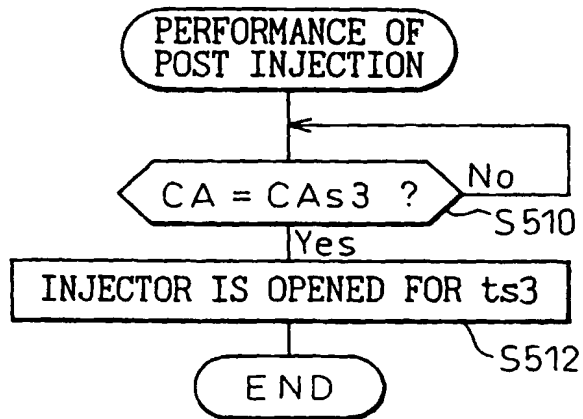 PERFORMANCE OF
POST INJECTION
CA = CAs3 ?
No
S510
Yes
INJECTOR IS OPENED FOR ts3
S512
END